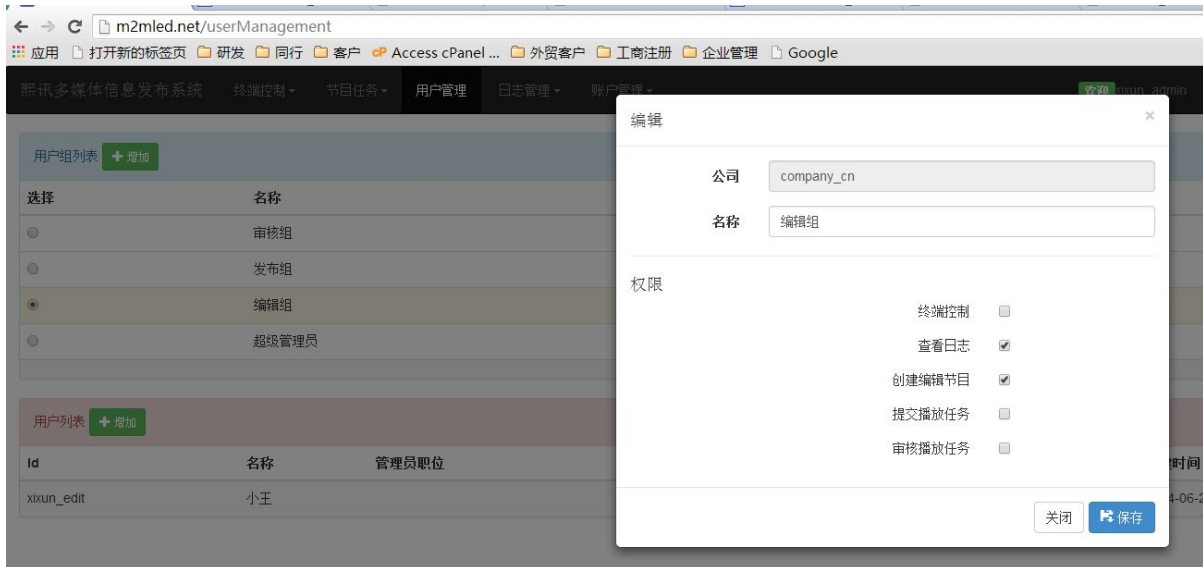 m2mled.net/userManagement
应用 打开新的标签页 研发 同行 客户 cP Access cPanel ... 外贸客户 工商注册 企业管理 Google
熙讯多媒体信息发布系统 终端控制 节目任务 用户管理 日志管理 账户管理 欢迎 xixun_admin
编辑 ×
用户组列表 + 增加
公司 company_cn
选择 名称
名称 编辑组
审核组
发布组
权限
编辑组
终端控制
超级管理员
查看日志
创建编辑节目
用户列表 + 增加
提交播放任务
审核播放任务
Id 名称 管理员职位 时间
xixun_edit 小王 4-06-2
关闭 保存